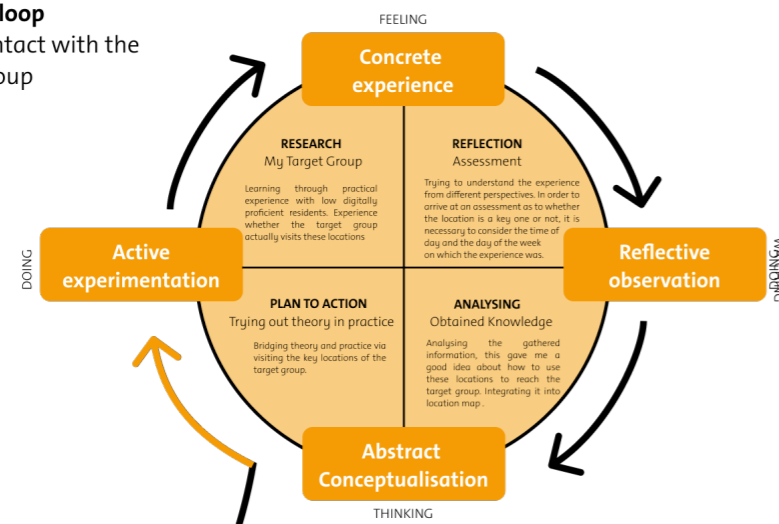 loop
ntact with the
oup
FEELING
Concrete
experience
RESEARCH
My Target Group
Learning through practical
experience with low digitally
proficient residents. Experience
whether the target group
actually visits these locations
REFLECTION
Assessment
Trying to understand the experience
from different perspectives. In order to
arrive at an assessment as to whether
the location is a key one or not, it is
necessary to consider the time of
day and the day of the week
on which the experience was.
DOING
Active
experimentation
Reflective
observation
DOING
PLAN TO ACTION
Trying out theory in practice
Bridging theory and practice via
visiting the key locations of the
target group.
ANALYSING
Obtained Knowledge
Analysing the gathered
information, this gave me a
good idea about how to use
these locations to reach the
target group. Integrating it into
location map .
Abstract
Conceptualisation
THINKING